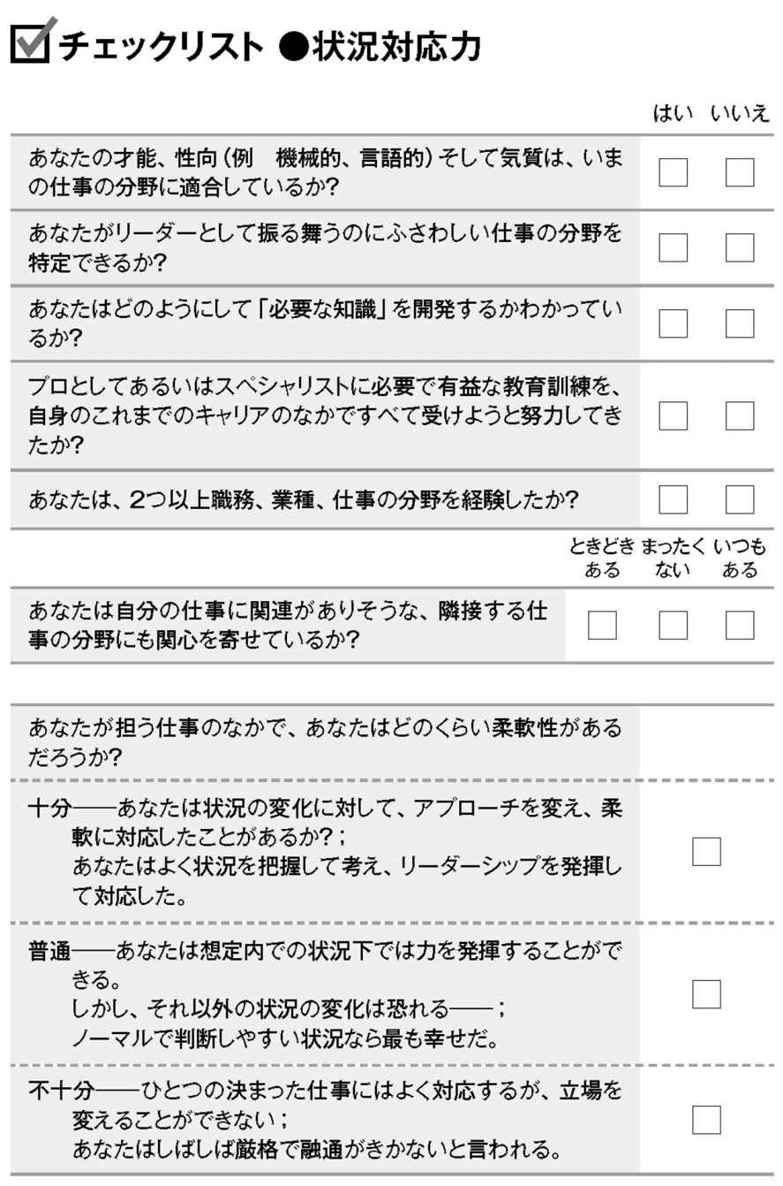 チェックリスト ●状況対応力
はい いいえ
あなたの才能、性向(例　機械的、言語的)そして気質は、いま
の仕事の分野に適合しているか?
あなたがリーダーとして振る舞うのにふさわしい仕事の分野を
特定できるか?
あなたはどのようにして「必要な知識」を開発するかわかってい
るか?
プロとしてあるいはスペシャリストに必要で有益な教育訓練を、
自身のこれまでのキャリアのなかですべて受けようと努力してき
たか?
あなたは、2つ以上職務、業種、仕事の分野を経験したか?
ときどき まったく いつも
ある ない ある
あなたは自分の仕事に関連がありそうな、隣接する仕
事の分野にも関心を寄せているか?
あなたが担う仕事のなかで、あなたはどのくらい柔軟性がある
だろうか?
十分――あなたは状況の変化に対して、アプローチを変え、柔
軟に対応したことがあるか?;
あなたはよく状況を把握して考え、リーダーシップを発揮し
て対応した。
普通――あなたは想定内での状況下では力を発揮することがで
きる。
しかし、それ以外の状況の変化は恐れる――;
ノーマルで判断しやすい状況なら最も幸せだ。
不十分――ひとつの決まった仕事にはよく対応するが、立場を
変えることができない;
あなたはしばしば厳格で融通がきかないと言われる。